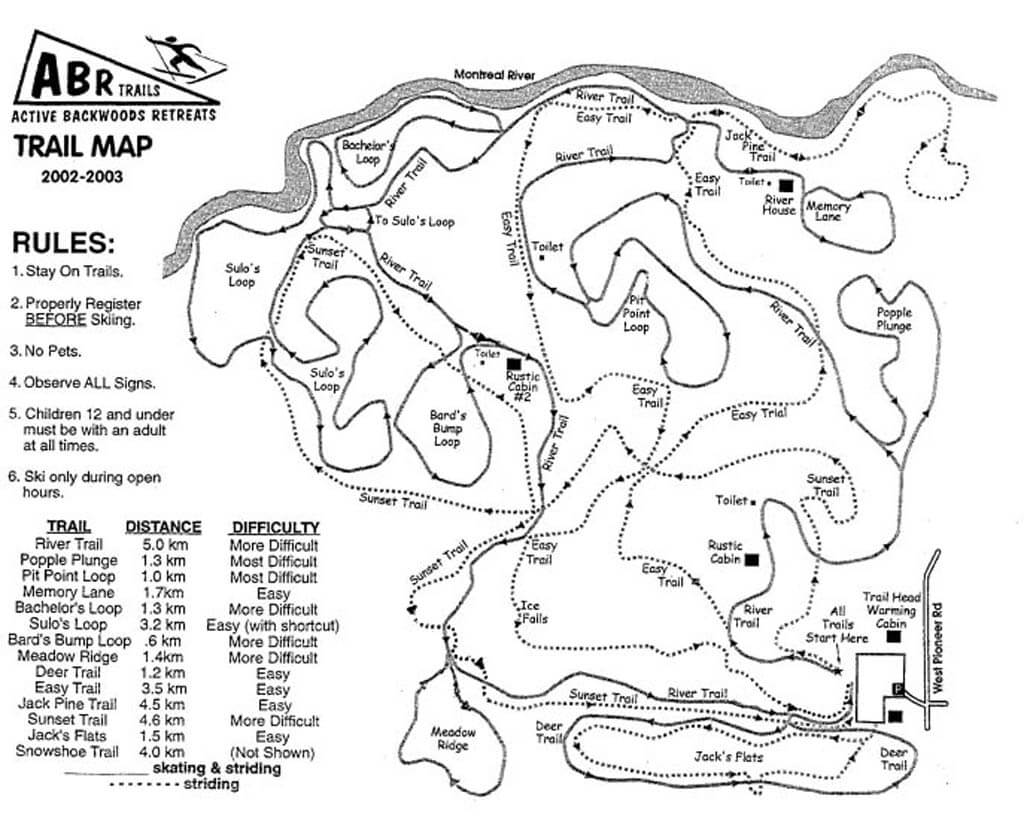 ABR TRAILS
ACTIVE BACKWOODS RETREATS
TRAIL MAP
2002-2003
RULES:
1. Stay On Trails.
2. Properly Register
BEFORE Skiing.
3. No Pets.
4. Observe ALL Signs.
5. Children 12 and under
must be with an adult
at all times.
6. Ski only during open
hours.
TRAIL DISTANCE DIFFICULTY
River Trail 5.0 km More Difficult
Popple Plunge 1.3 km Most Difficult
Pit Point Loop 1.0 km Most Difficult
Memory Lane 1.7km Easy
Bachelor's Loop 1.3 km More Difficult
Sulo's Loop 3.2 km Easy (with shortcut)
Bard's Bump Loop .6 km More Difficult
Meadow Ridge 1.4km More Difficult
Deer Trail 1.2 km Easy
Easy Trail 3.5 km Easy
Jack Pine Trail 4.5 km Easy
Sunset Trail 4.6 km More Difficult
Jack's Flats 1.5 km Easy
Snowshoe Trail 4.0 km (Not Shown)
skating & striding
striding
Montreal River
River Trail
Easy Trail
Jack
Pine
Trail
Bachelor's
Loop
River Trail
River Trail
Easy
Trail
Toilet
River
House
Memory
Lane
To Sulo's Loop
Easy Trail
Toilet
Sunset
Trail
Sulo's
Loop
River Trail
Pit
Point
Loop
River Trail
Popple
Plunge
Toilet
Rustic
Cabin
#2
Sulo's
Loop
Bard's
Bump
Loop
Easy
Trail
Easy Trial
River Trail
Sunset
Trail
Sunset Trail
Toilet
Sunset Trail
Easy
Trail
Rustic
Cabin
Easy
Trail
Ice
Falls
River
Trail
All
Trails
Start Here
Trail Head
Warming
Cabin
West Pioneer Rd
P
Sunset Trail
River Trail
Meadow
Ridge
Deer
Trail
Jack's Flats
Deer
Trail